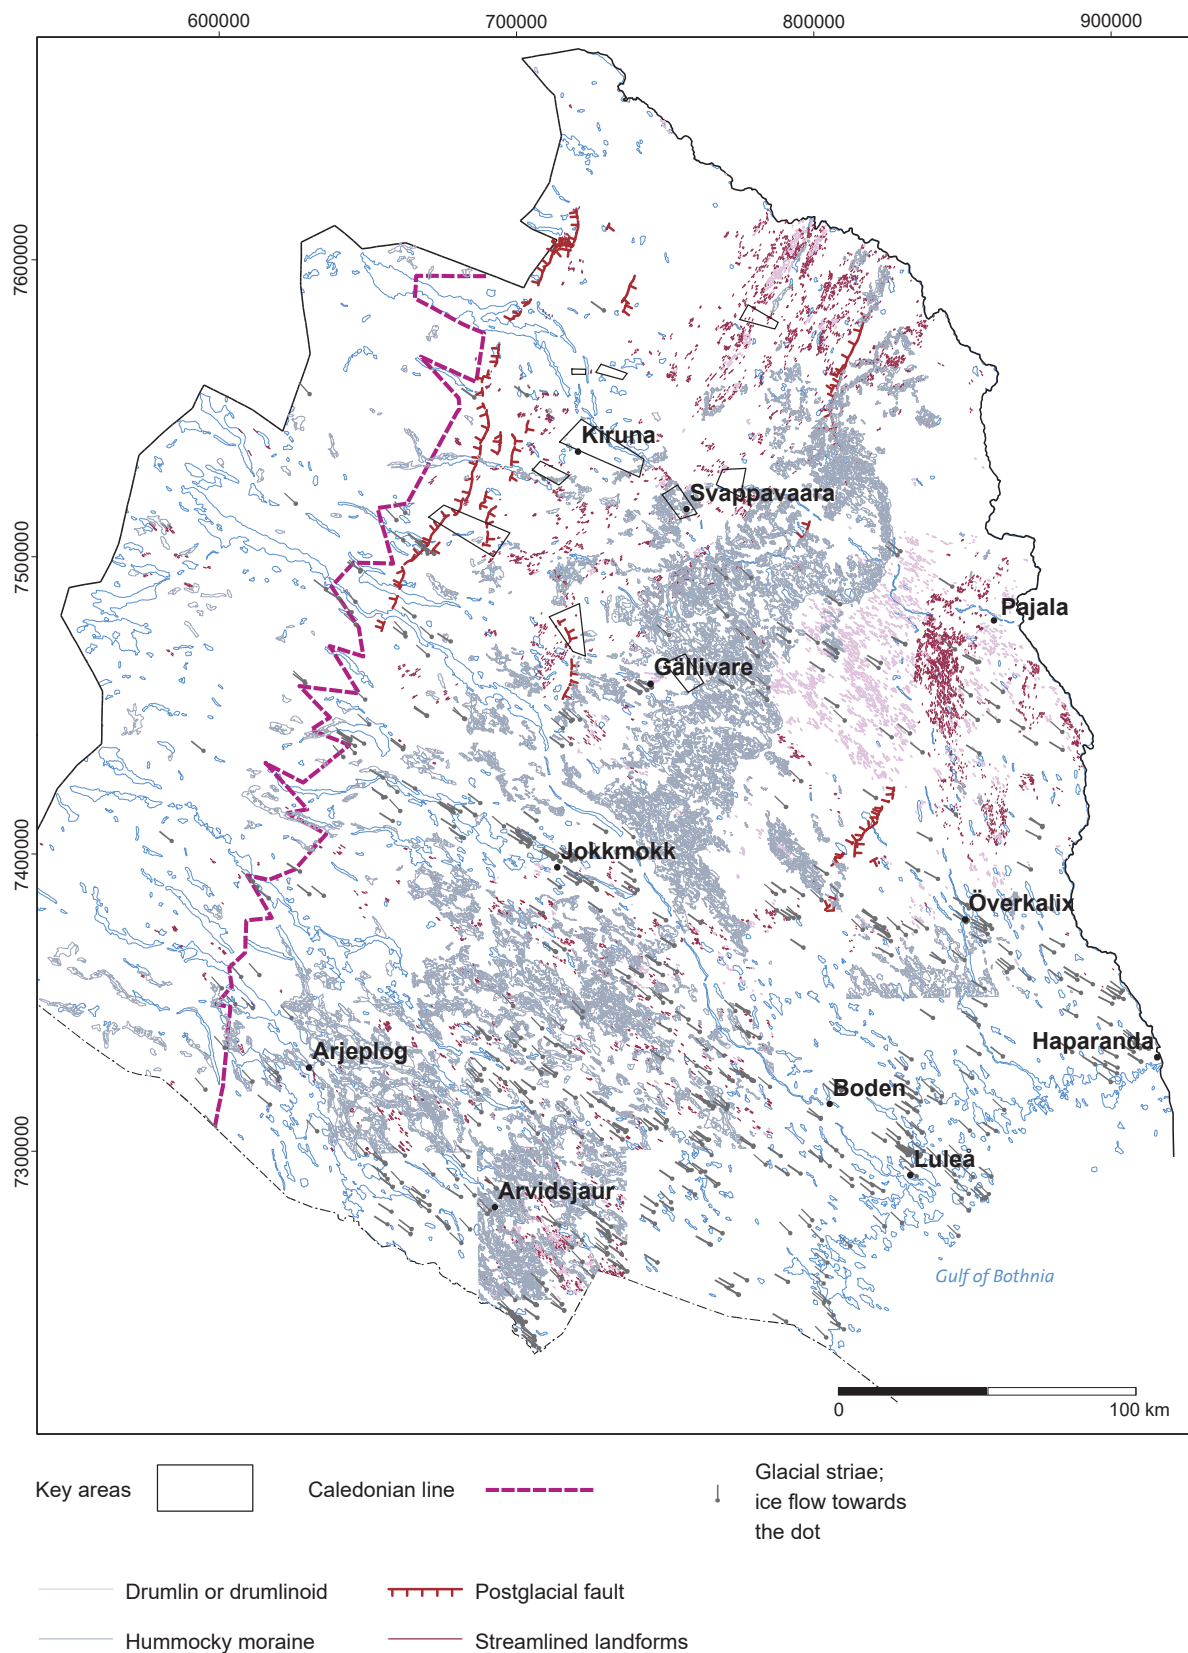 600000
700000
800000
900000
7600000
Kiruna
Svappavaara
7500000
Pajala
Gällivare
7400000
Jokkmokk
Överkalix
Haparanda
Arjeplog
Boden
7300000
Luleå
Arvidsjaur
Gulf of Bothnia
0
100 km
Key areas
Caledonian line
Glacial striae;
ice flow towards
the dot
Drumlin or drumlinoid
Postglacial fault
Hummocky moraine
Streamlined landforms